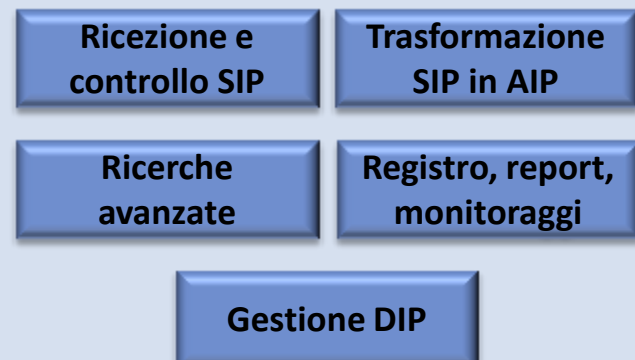 Ricezione e
controllo SIP
Trasformazione
SIP in AIP
Ricerche
avanzate
Registro, report,
monitoraggi
Gestione DIP